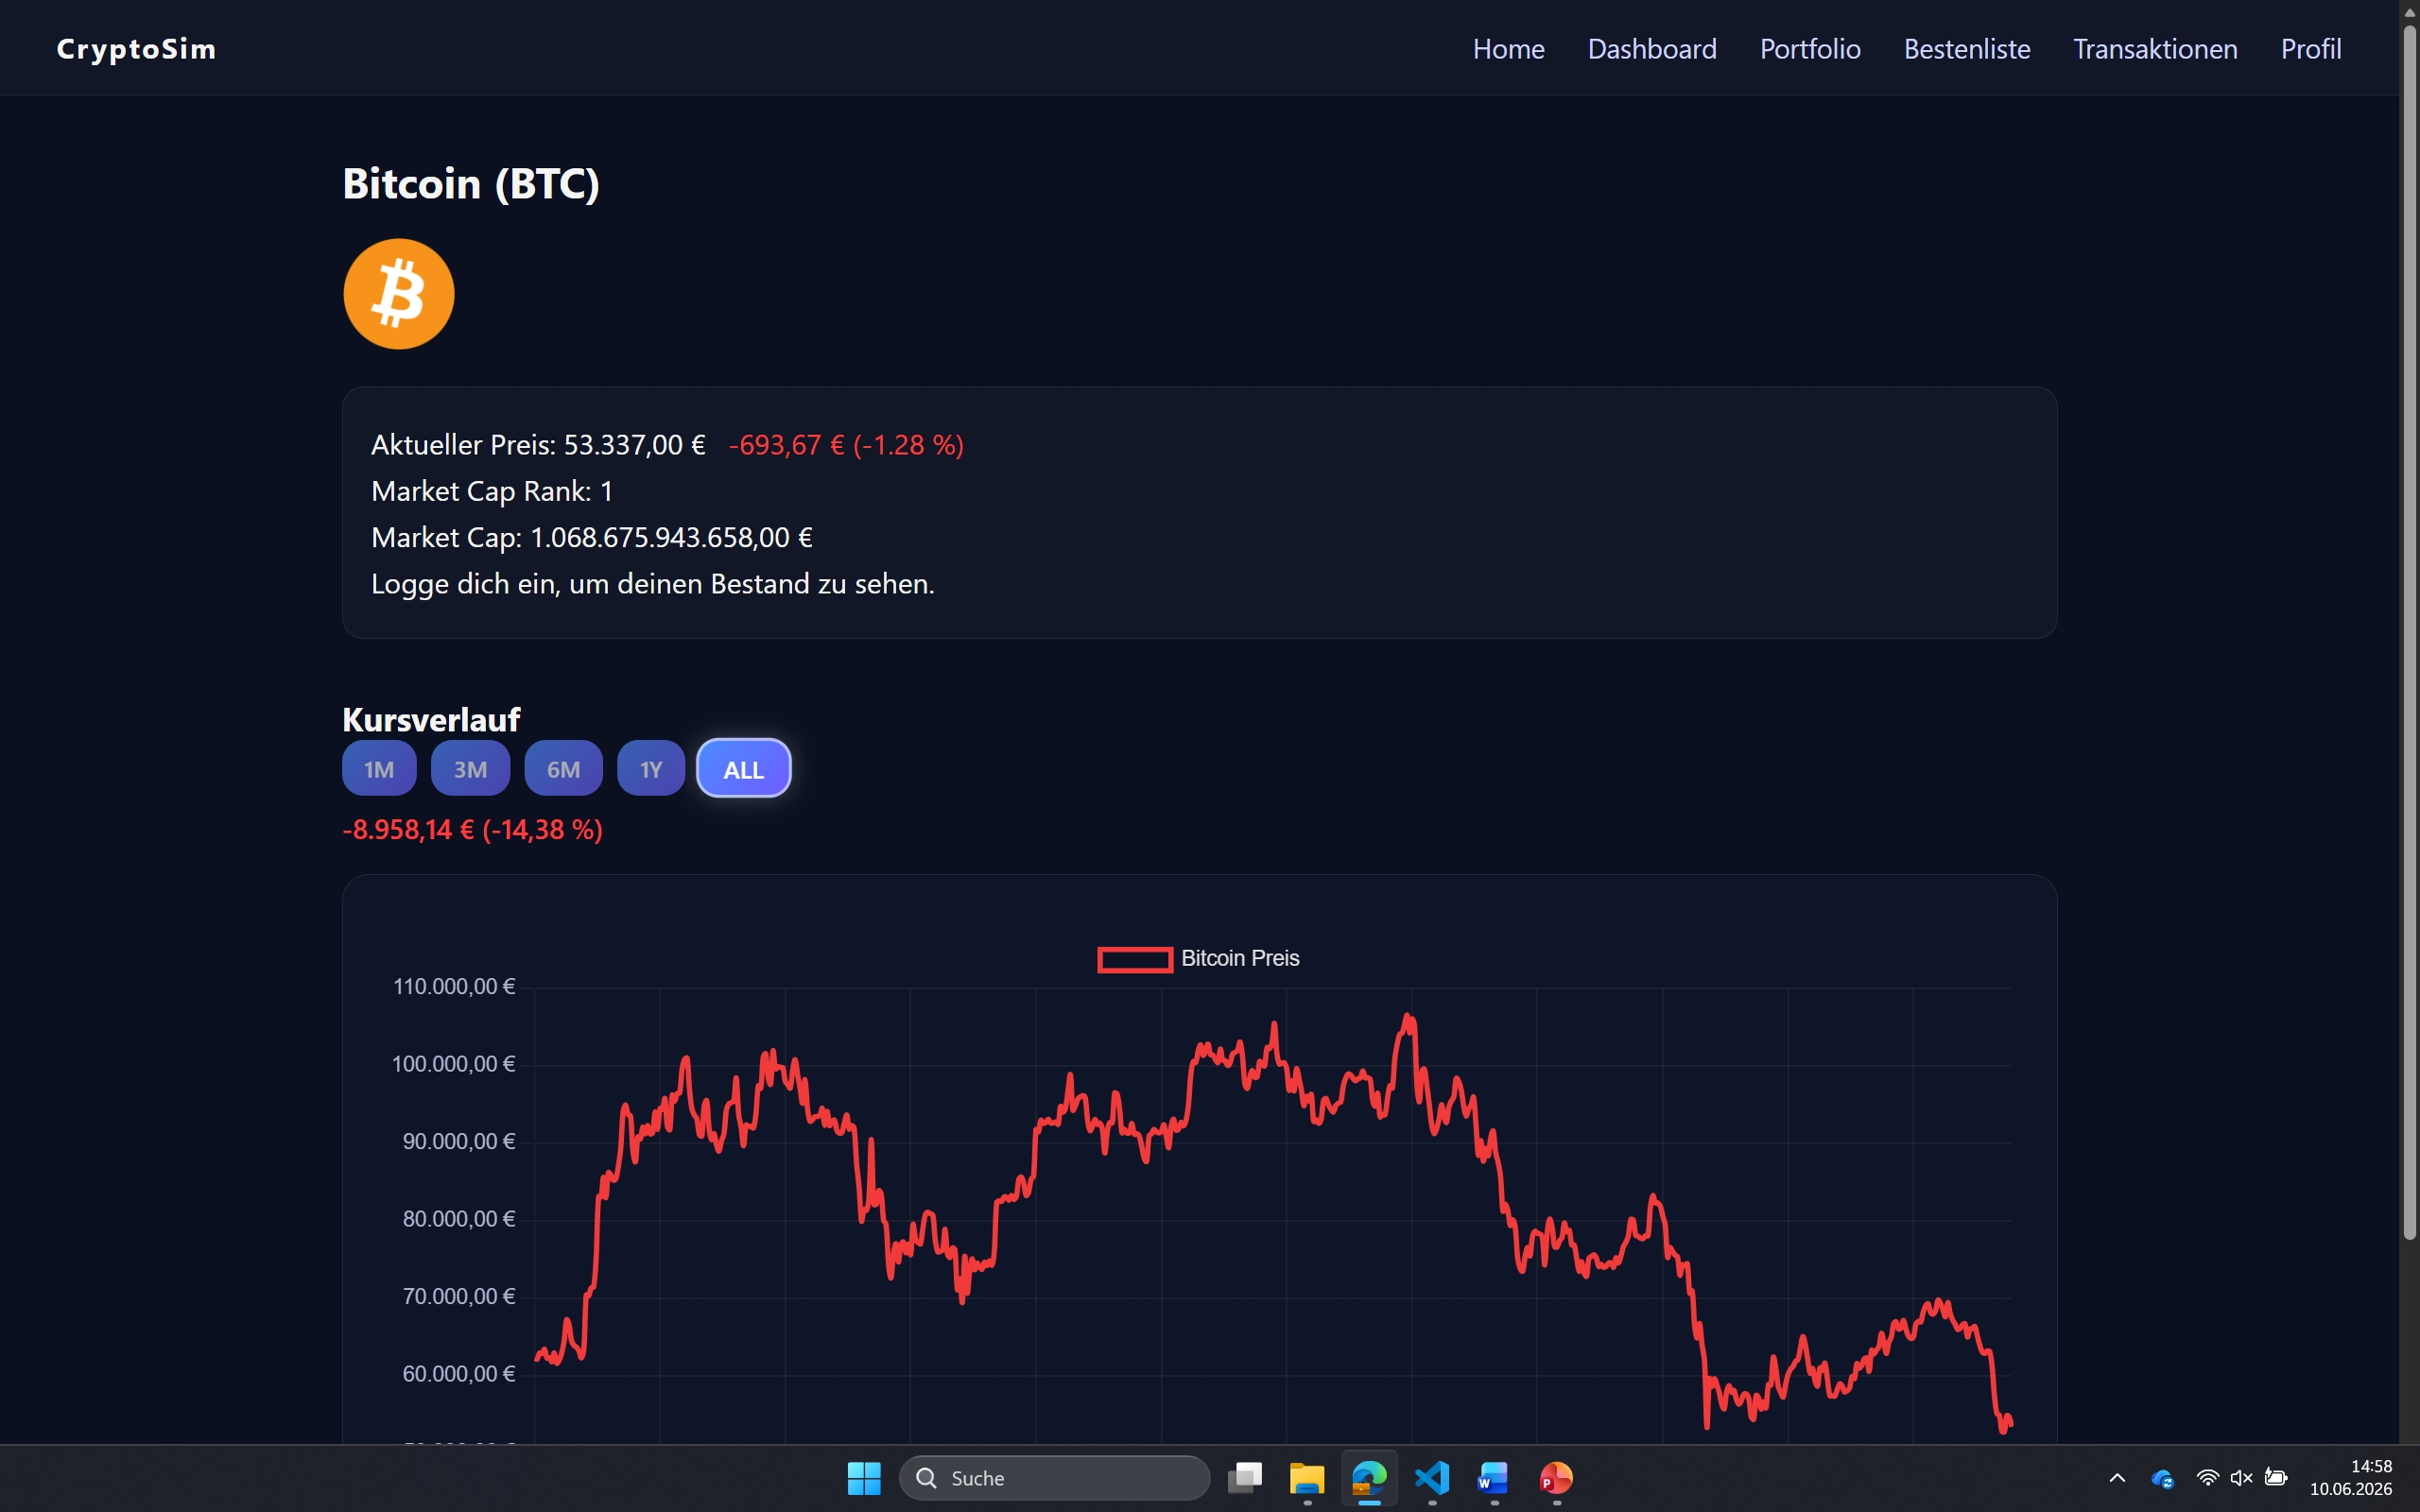 CryptoSim
Home Dashboard Portfolio Bestenliste Transaktionen Profil
Bitcoin (BTC)
Aktueller Preis: 53.337,00 € -693,67 € (-1.28 %)
Market Cap Rank: 1
Market Cap: 1.068.675.943.658,00 €
Logge dich ein, um deinen Bestand zu sehen.
Kursverlauf
1M 3M 6M 1Y ALL
-8.958,14 € (-14,38 %)
Bitcoin Preis
110.000,00 €
100.000,00 €
90.000,00 €
80.000,00 €
70.000,00 €
60.000,00 €
Suche
14:58
10.06.2026